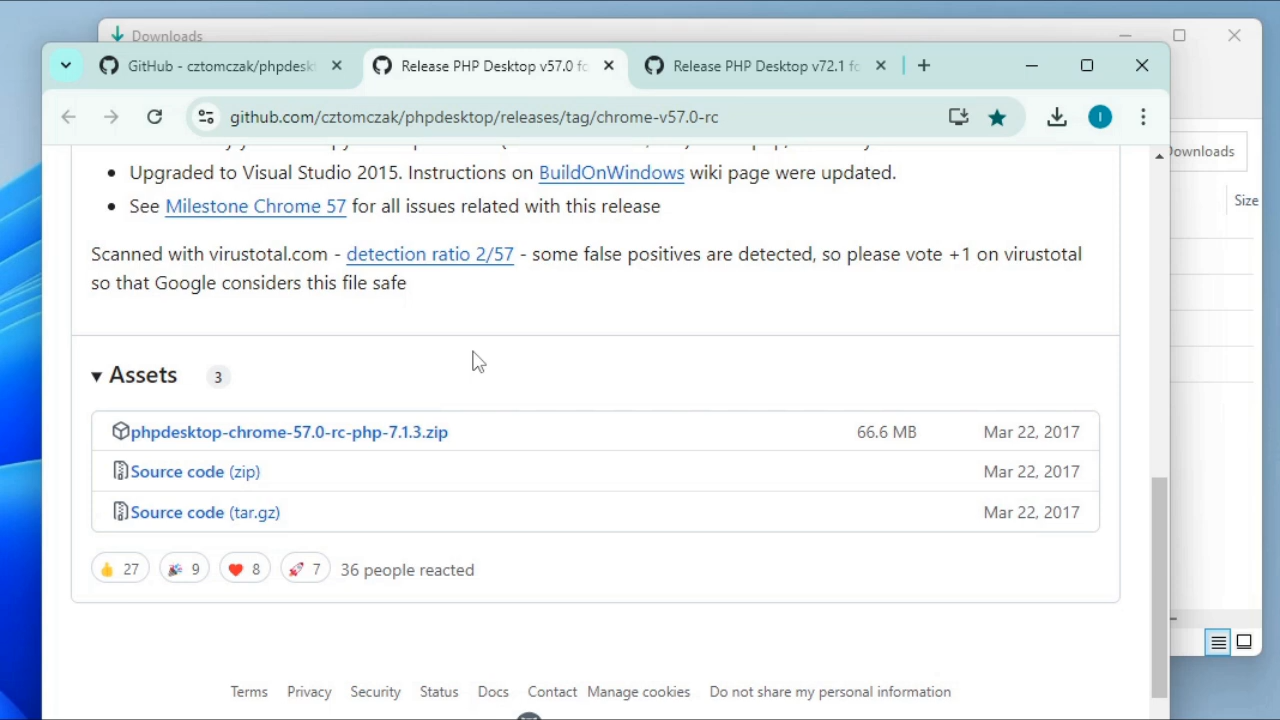 Downloads
GitHub - cztomczak/phpdesk
Release PHP Desktop v57.0 fo
Release PHP Desktop v72.1 fo
github.com/cztomczak/phpdesktop/releases/tag/chrome-v57.0-rc
I
Downloads
Size
Upgraded to Visual Studio 2015. Instructions on BuildOnWindows wiki page were updated.
See Milestone Chrome 57 for all issues related with this release
Scanned with virustotal.com - detection ratio 2/57 - some false positives are detected, so please vote +1 on virustotal
so that Google considers this file safe
Assets 3
phpdesktop-chrome-57.0-rc-php-7.1.3.zip 66.6 MB Mar 22, 2017
Source code (zip) Mar 22, 2017
Source code (tar.gz) Mar 22, 2017
27 9 8 7 36 people reacted
Terms Privacy Security Status Docs Contact Manage cookies Do not share my personal information